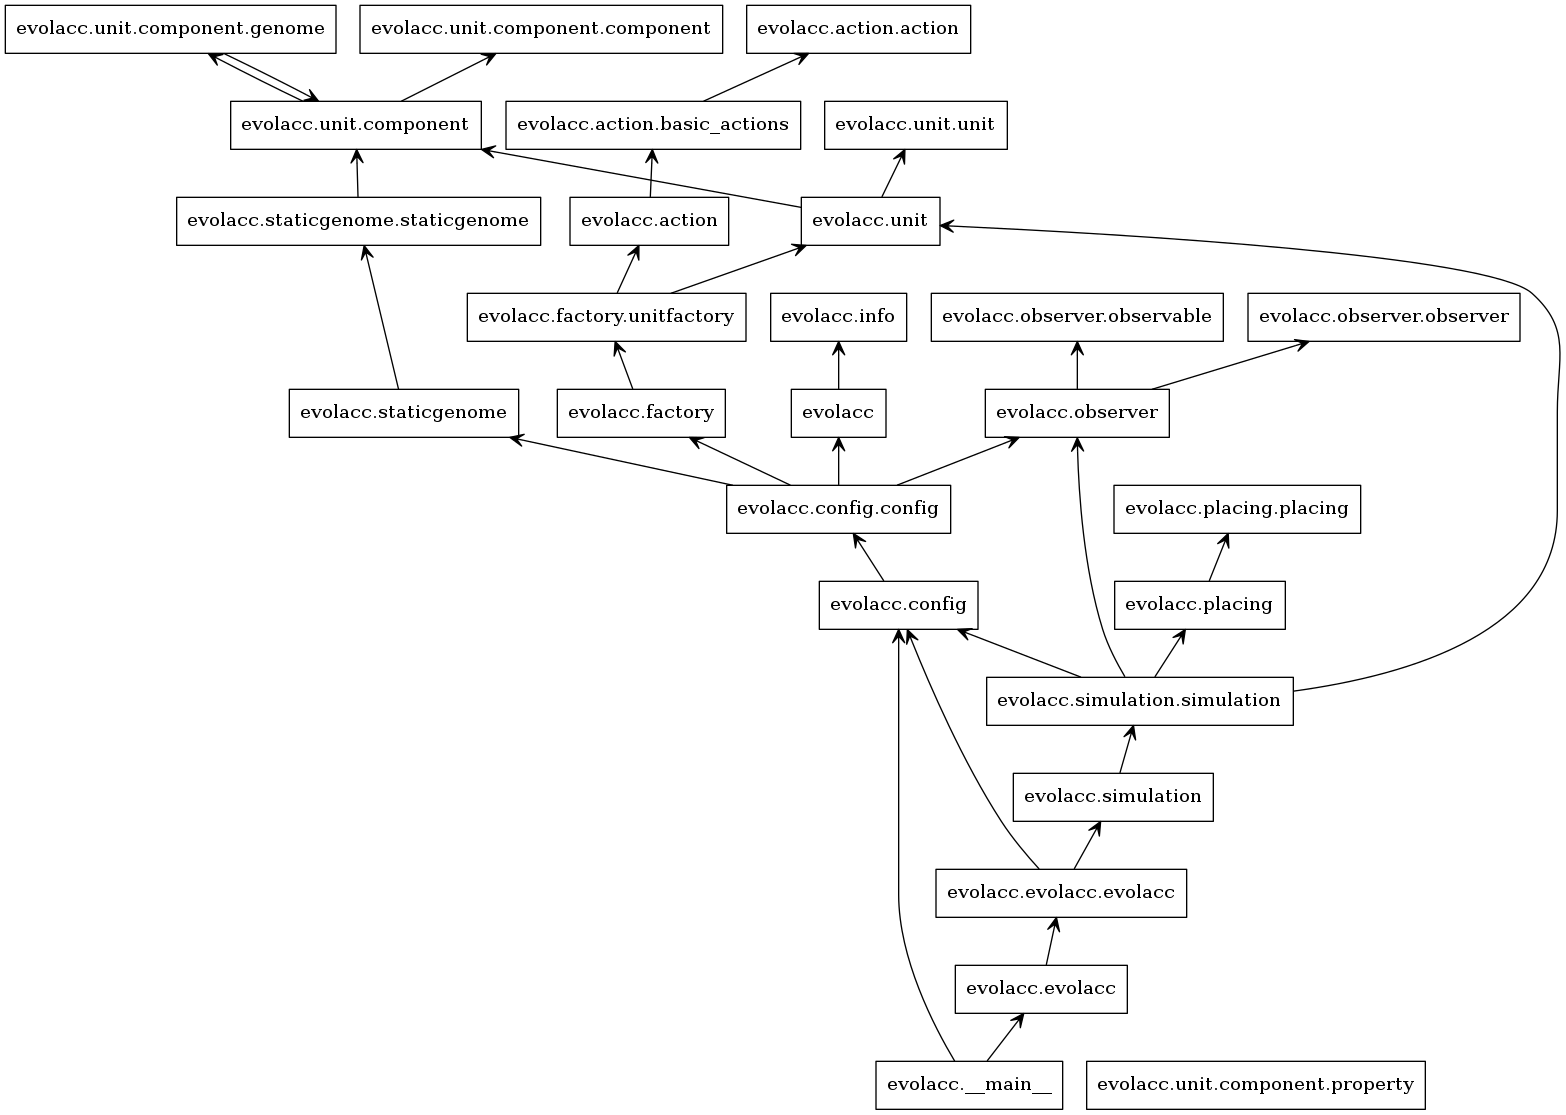 evolacc.unit.component.genome
evolacc.unit.component.component
evolacc.action.action
evolacc.unit.component
evolacc.action.basic_actions
evolacc.unit.unit
evolacc.staticgenome.staticgenome
evolacc.action
evolacc.unit
evolacc.factory.unitfactory
evolacc.info
evolacc.observer.observable
evolacc.observer.observer
evolacc.staticgenome
evolacc.factory
evolacc
evolacc.observer
evolacc.config.config
evolacc.placing.placing
evolacc.config
evolacc.placing
evolacc.simulation.simulation
evolacc.simulation
evolacc.evolacc.evolacc
evolacc.evolacc
evolacc.__main__
evolacc.unit.component.property